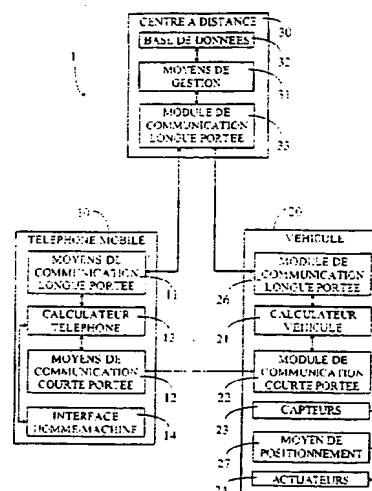 CENTRE A DISTANCE
30
BASE DE DONNEES
32
1
MOYENS DE
GESTION
31
MODULE DE
COMMUNICATION
LONGUE PORTEE
33
10
TELEPHONE MOBILE
MOYENS DE
COMMUNICATION
LONGUE PORTEE
11
CALCULATEUR
TELEPHONE
13
MOYENS DE
COMMUNICATION
COURTE PORTEE
12
INTERFACE
HOMME/MACHINE
14
20
VEHICULE
MODULE DE
COMMUNICATION
LONGUE PORTEE
26
CALCULATEUR
VEHICULE
21
MODULE DE
COMMUNICATION
COURTE PORTEE
22
CAPTEURS
23
MOYEN DE
POSITIONNEMENT
27
ACTUATEURS